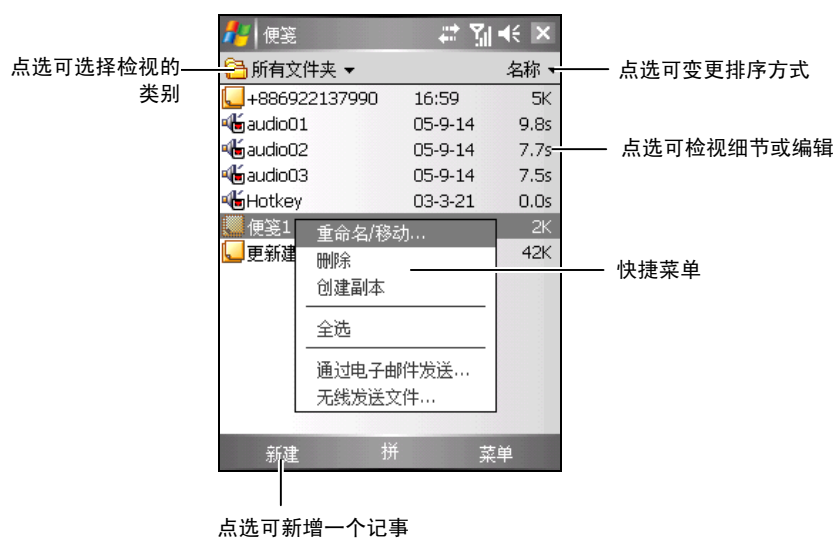 便笺
点选可选择检视的
类别
所有文件夹
名称
点选可变更排序方式
+886922137990 16:59 5K
audio01 05-9-14 9.8s
audio02 05-9-14 7.7s
点选可检视细节或编辑
audio03 05-9-14 7.5s
Hotkey 03-3-21 0.0s
便笺1 2K
更新建 42K
重命名/移动...
删除
创建副本
全选
通过电子邮件发送...
无线发送文件...
快捷菜单
新建 拼 菜单
点选可新增一个记事